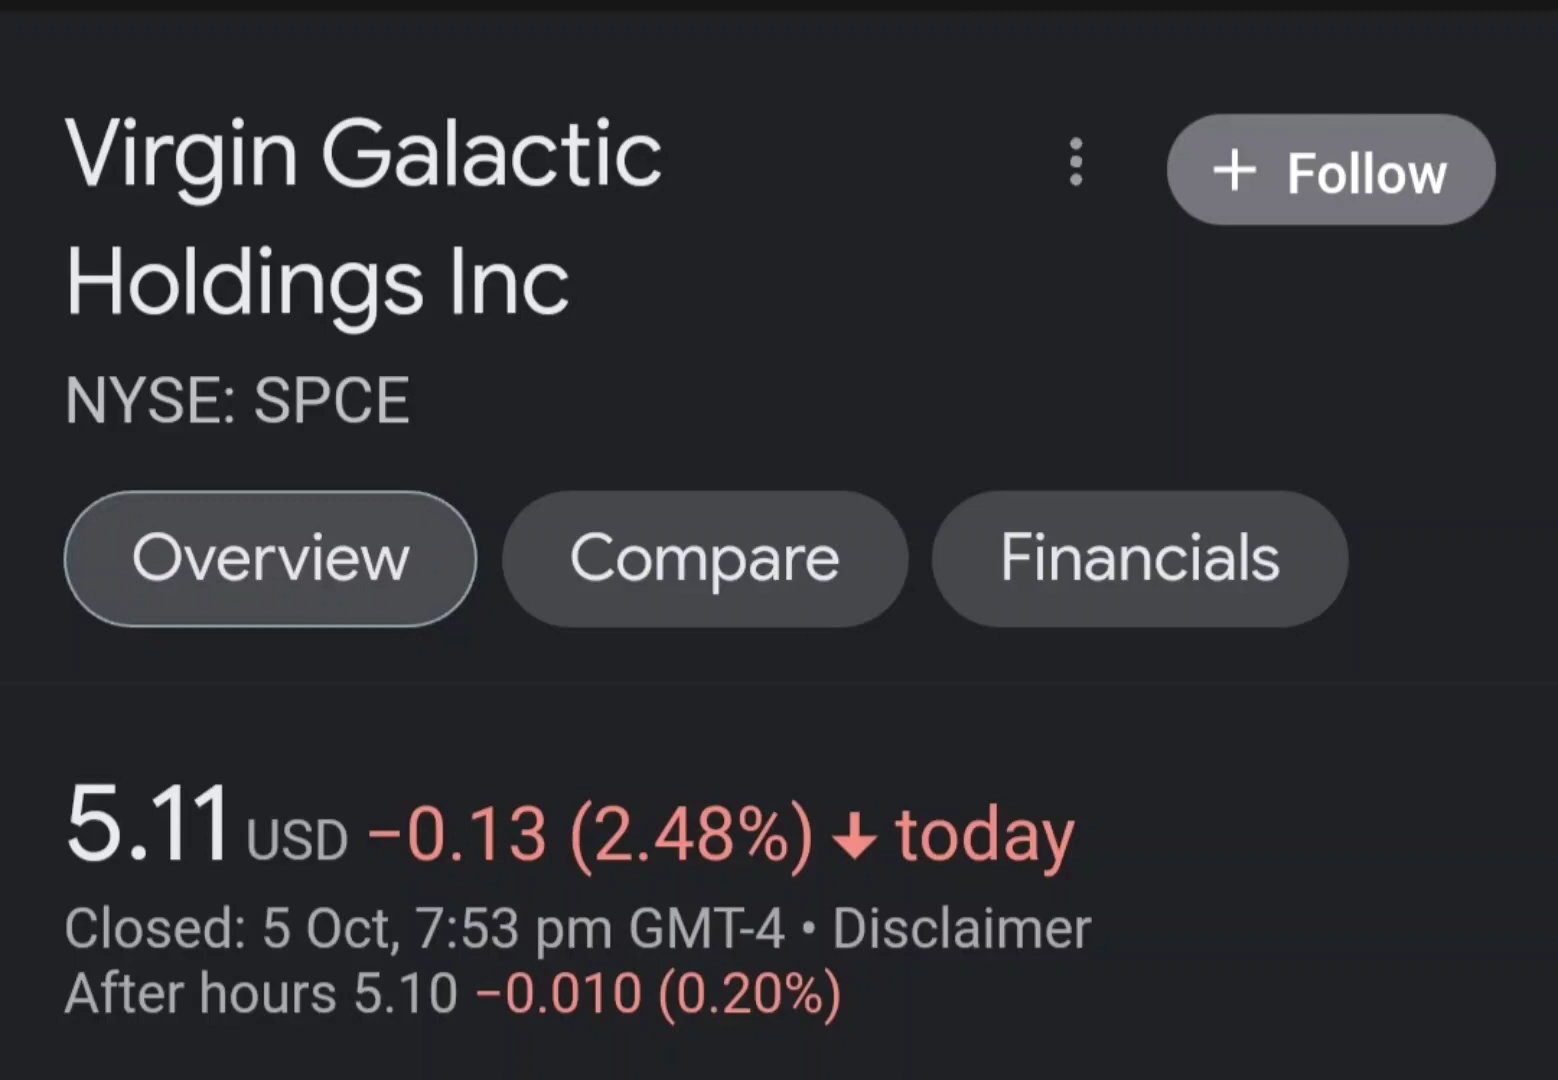 Virgin Galactic
Holdings Inc
+ Follow
NYSE: SPCE
Overview Compare Financials
5.11 USD −0.13 (2.48%) ↓ today
Closed: 5 Oct, 7:53 pm GMT-4 • Disclaimer
After hours 5.10 −0.010 (0.20%)